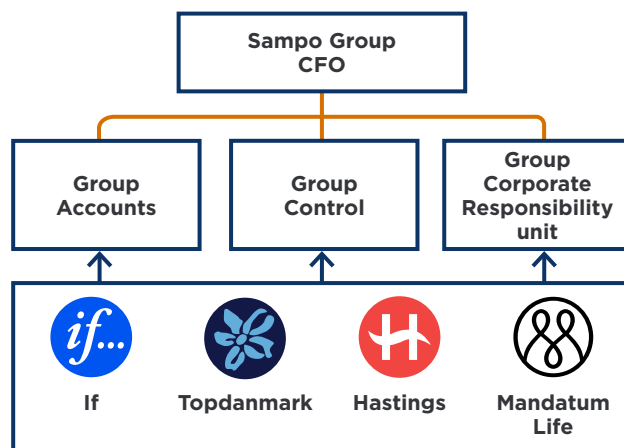 Sampo Group
CFO
Group
Accounts
Group
Control
Group
Corporate
Responsibility
unit
if...
H
If
Topdanmark
Hastings
Mandatum
Life